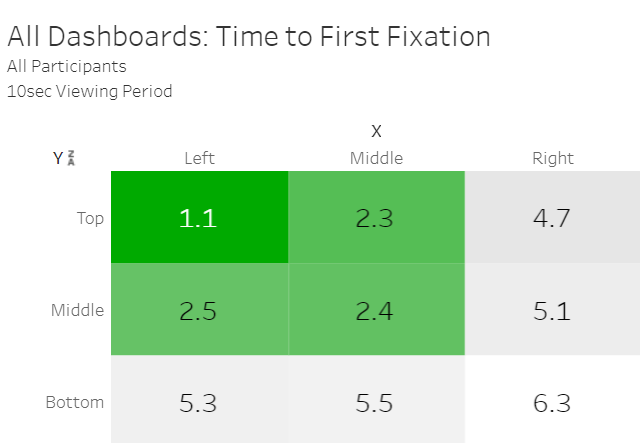 All Dashboards: Time to First Fixation
All Participants
10sec Viewing Period
X
Y Z A Left Middle Right
Top 1.1 2.3 4.7
Middle 2.5 2.4 5.1
Bottom 5.3 5.5 6.3